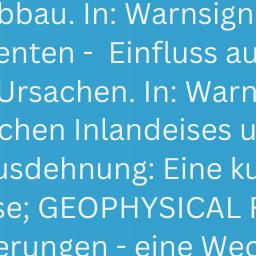 bbau. In: Warnsign
enten - Einfluss au
Ursachen. In: Warn
chen Inlandeises u
usdehnung: Eine ku
se; GEOPHYSICAL
erungen - eine Wec